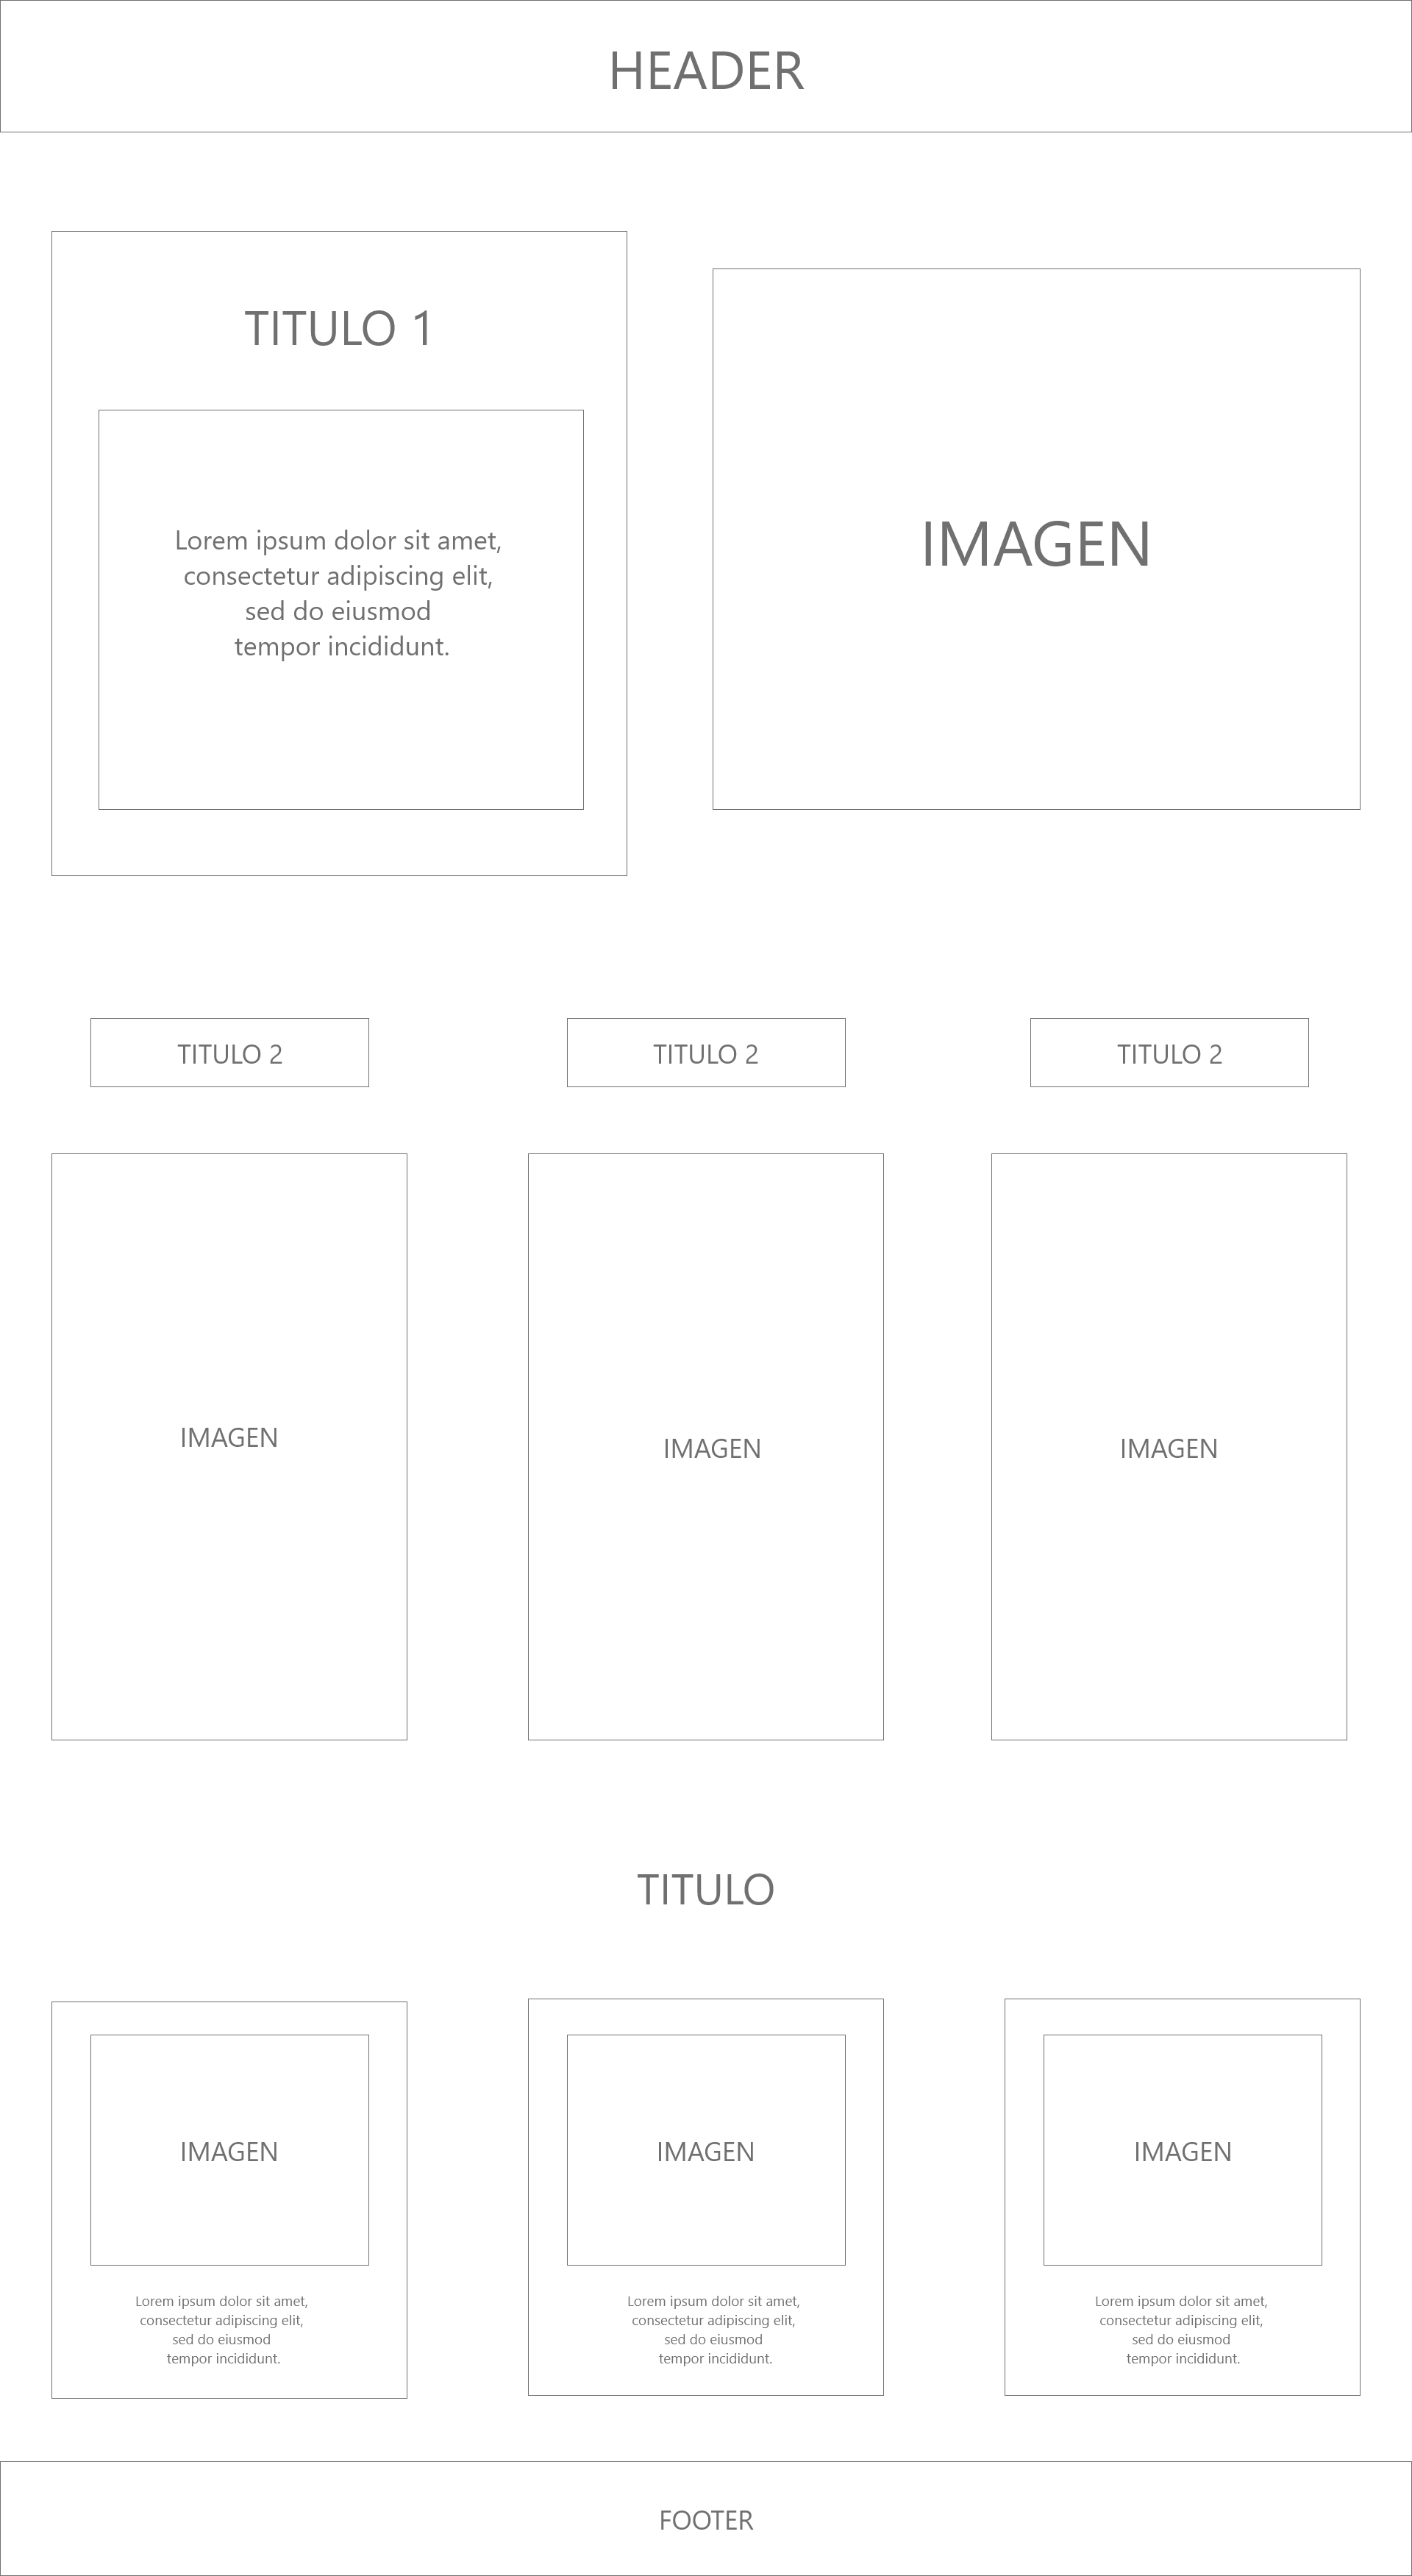 HEADER
TITULO 1
Lorem ipsum dolor sit amet,
consectetur adipiscing elit,
sed do eiusmod
tempor incididunt.
IMAGEN
TITULO 2
TITULO 2
TITULO 2
IMAGEN
IMAGEN
IMAGEN
TITULO
IMAGEN
Lorem ipsum dolor sit amet,
consectetur adipiscing elit,
sed do eiusmod
tempor incididunt.
IMAGEN
Lorem ipsum dolor sit amet,
consectetur adipiscing elit,
sed do eiusmod
tempor incididunt.
IMAGEN
Lorem ipsum dolor sit amet,
consectetur adipiscing elit,
sed do eiusmod
tempor incididunt.
FOOTER